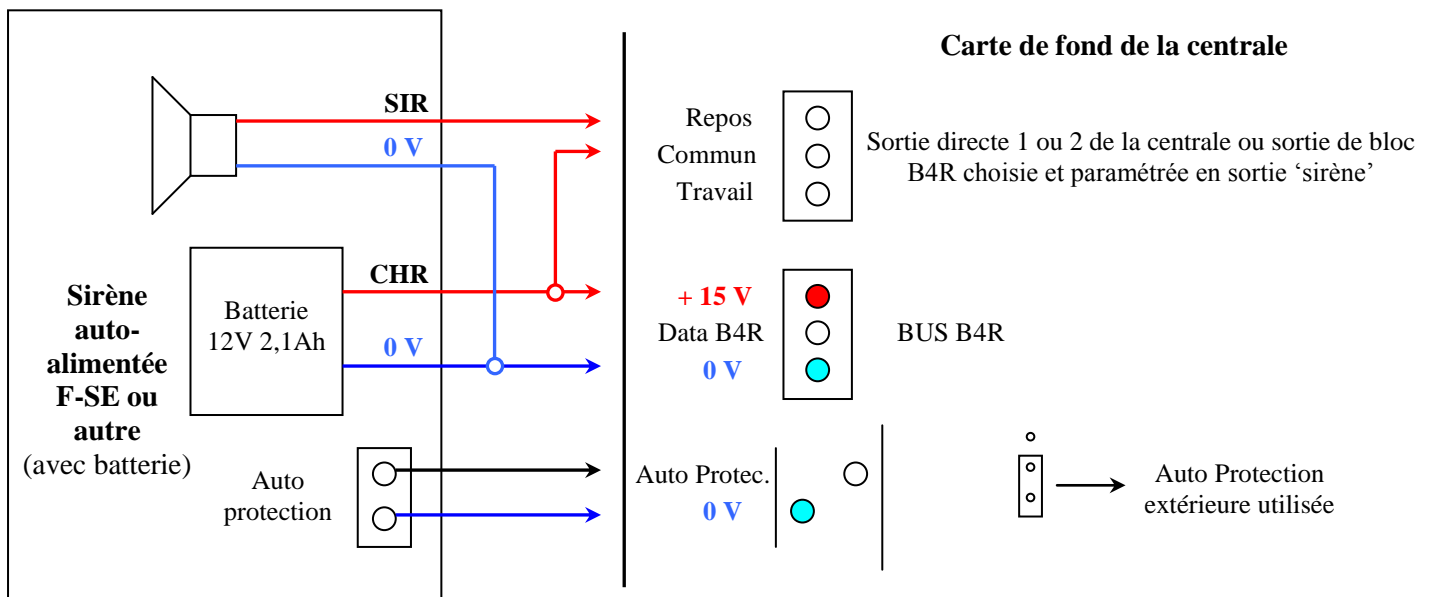 Carte de fond de la centrale
SIR
0 V
Repos
Commun
Travail
Sortie directe 1 ou 2 de la centrale ou sortie de bloc
B4R choisie et paramétrée en sortie ‘sirène’
Sirène
auto-
alimentée
F-SE ou
autre
(avec batterie)
Batterie
12V 2,1Ah
CHR
0 V
+ 15 V
Data B4R
0 V
BUS B4R
Auto
protection
Auto Protec.
0 V
Auto Protection
extérieure utilisée